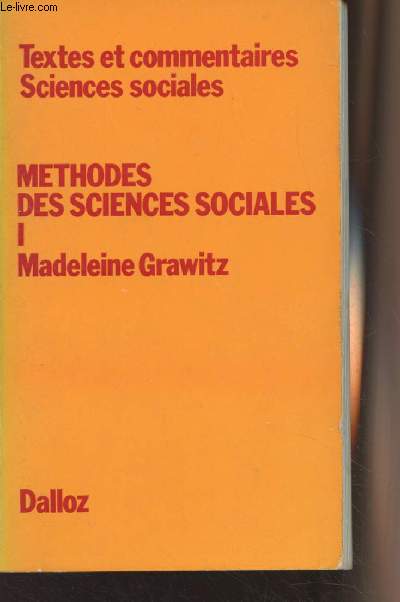 Le-livre.com
Textes et commentaires
Sciences sociales
METHODES
DES SCIENCES SOCIALES
I
Madeleine Grawitz
Dalloz